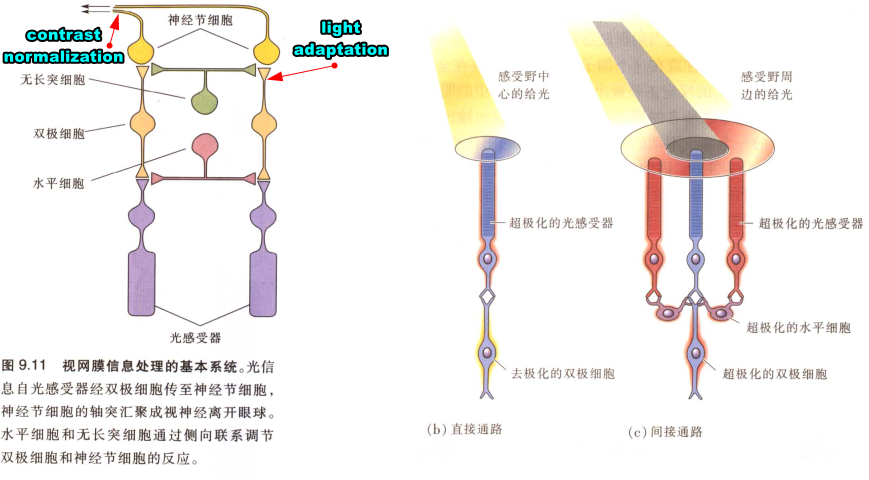 神经节细胞
contrast
normalization
light
adaptation
无长突细胞
双极细胞
水平细胞
光感受器
图 9.11 视网膜信息处理的基本系统。光信
息自光感受器经双极细胞传至神经节细胞，
神经节细胞的轴突汇聚成视神经离开眼球。
水平细胞和无长突细胞通过侧向联系调节
双极细胞和神经节细胞的反应。
感受野中
心的给光
超极化的光感受器
去极化的双极细胞
(b) 直接通路
感受野周
边的给光
超极化的光感受器
超极化的水平细胞
超极化的双极细胞
(c) 间接通路